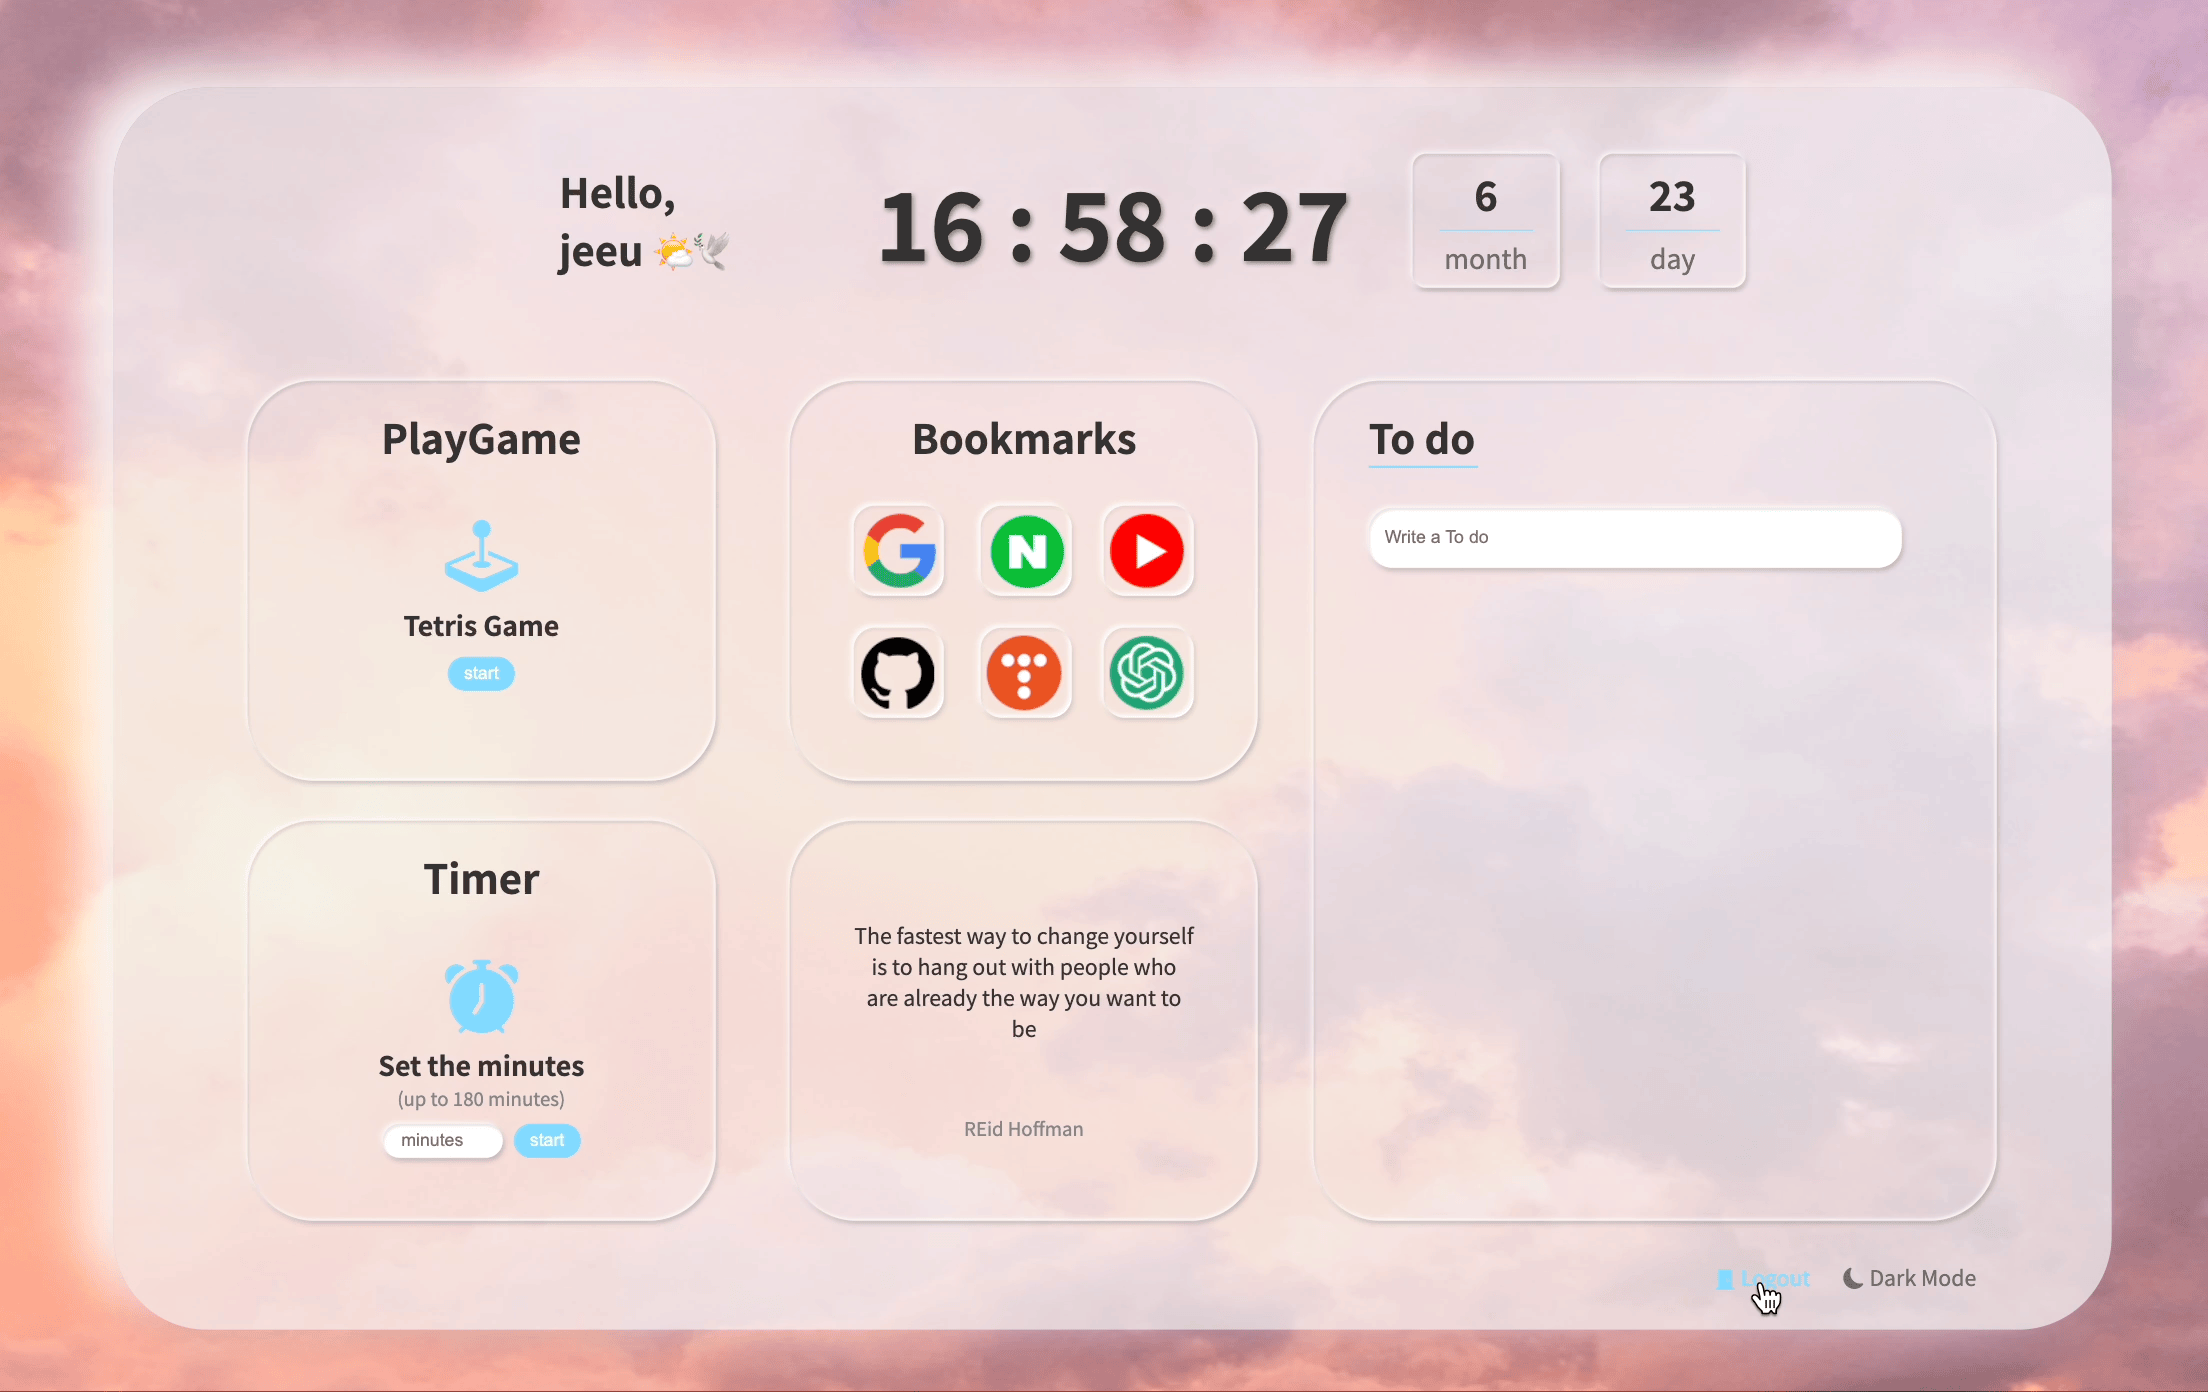 Hello,
jeeu
16 : 58 : 27
6
month
23
day
PlayGame
Tetris Game
start
Bookmarks
N
To do
Write a To do
Timer
Set the minutes
(up to 180 minutes)
minutes
start
The fastest way to change yourself
is to hang out with people who
are already the way you want to
be
REid Hoffman
Logout
Dark Mode